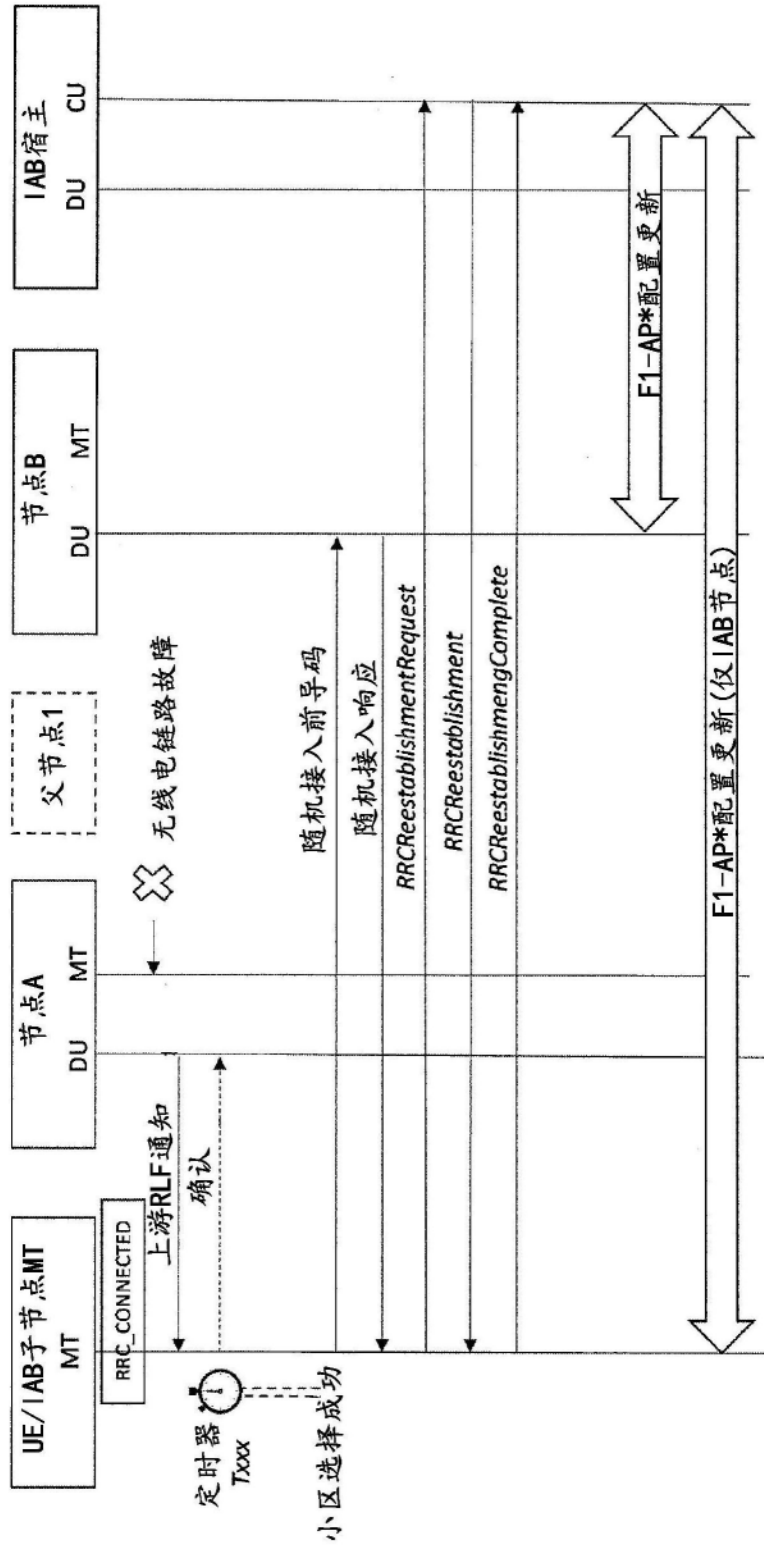 UE/IAB子节点MT
MT
节点A
DU MT
父节点1
节点B
DU MT
IAB宿主
DU CU
RRC_CONNECTED
无线电链路故障
上游RLF通知
确认
定时器
Txxx
小区选择成功
随机接入前导码
随机接入响应
RRCReestablishmentRequest
RRCReestablishment
RRCReestablishmengComplete
F1-AP*配置更新
F1-AP*配置更新(仅IAB节点)